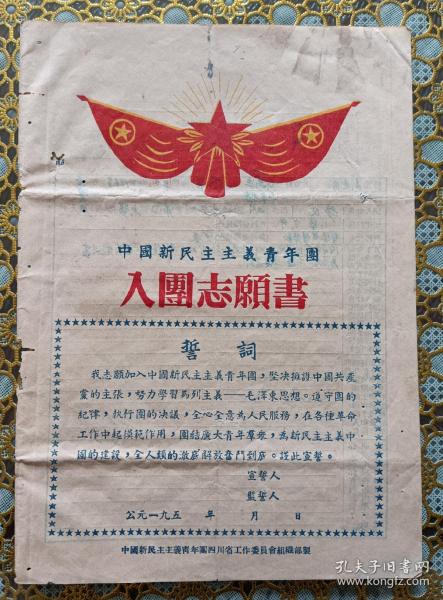 中國新民主主義青年團
入團志願書
誓詞
我志願加入中國新民主主義青年團,堅决擁護中國共產
黨的主張,努力學習馬列主義——毛澤東思想。遵守團的
紀律,执行團的决議,全心全意為人民服務,在各種革命
工作中起模範作用,團結廣大青年羣衆,為新民主主義中
國的建設,全人類的澈底解放奮鬥到底。謹此宣誓。
宣誓人
監誓人
公元一九五 年 月 日
中國新民主主義青年團四川省工作委員會組織部製
孔夫子旧书网
kongfz.com